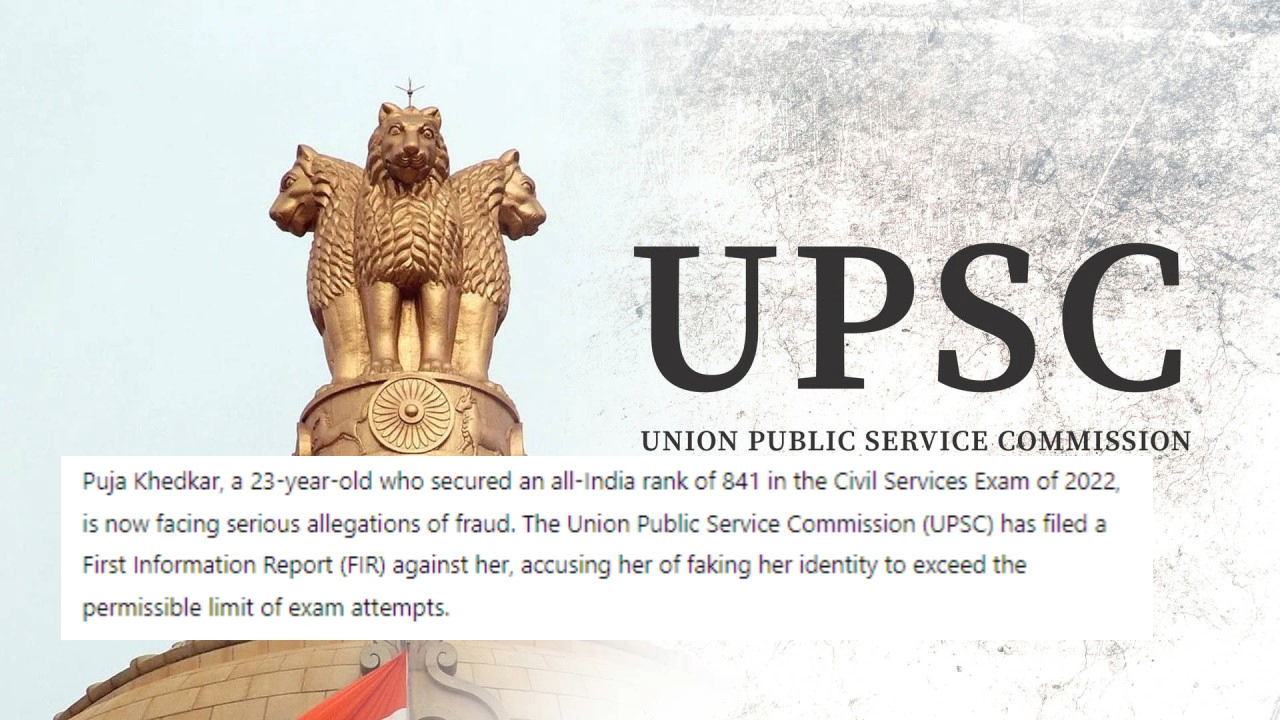 UPSC
UNION PUBLIC SERVICE COMMISSION
Puja Khedkar, a 23-year-old who secured an all-India rank of 841 in the Civil Services Exam of 2022,
is now facing serious allegations of fraud. The Union Public Service Commission (UPSC) has filed a
First Information Report (FIR) against her, accusing her of faking her identity to exceed the
permissible limit of exam attempts.